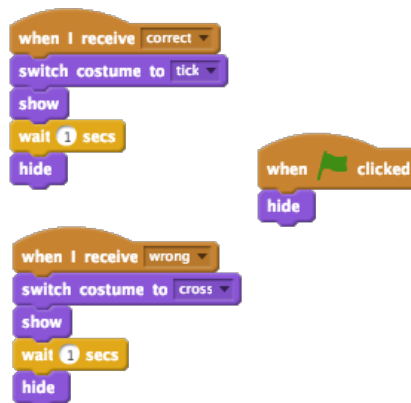 when I receive correct
switch costume to tick
show
wait 1 secs
hide
when clicked
hide
when I receive wrong
switch costume to cross
show
wait 1 secs
hide